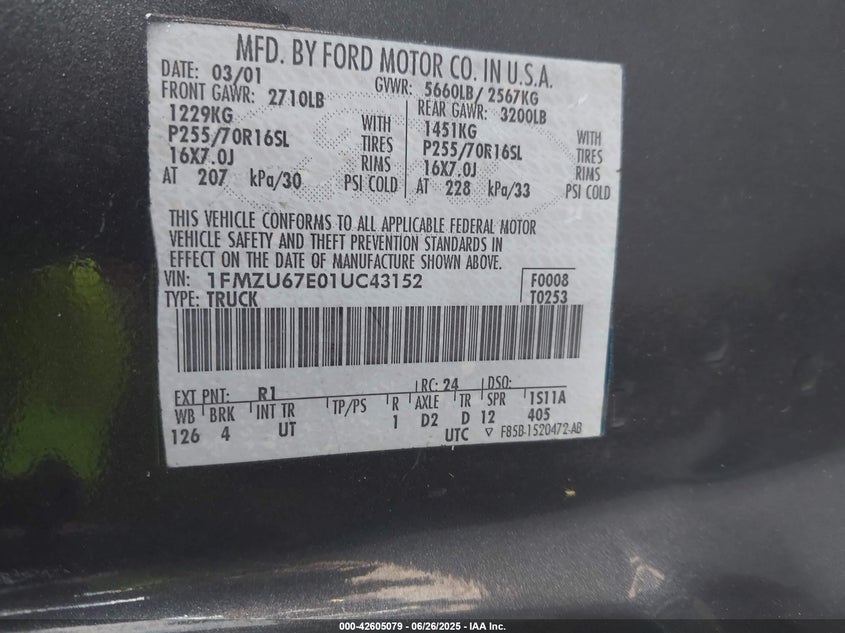 MFD. BY FORD MOTOR CO. IN U.S.A.
DATE: 03/01 GVWR: 5660LB/ 2567KG
FRONT GAWR: 2710LB REAR GAWR: 3200LB
1229KG WITH 1451KG WITH
P255/70R16SL TIRES P255/70R16SL TIRES
16X7.0J RIMS 16X7.0J RIMS
AT 207 kPa/30 PSI COLD AT 228 kPa/33 PSI COLD
THIS VEHICLE CONFORMS TO ALL APPLICABLE FEDERAL MOTOR
VEHICLE SAFETY AND THEFT PREVENTION STANDARDS IN
EFFECT ON THE DATE OF MANUFACTURE SHOWN ABOVE.
VIN: 1FMZU67E01UC43152 F0008
TYPE: TRUCK T0253
EXT PNT: R1 RC: 24 DSO:
WB BRK INT TR TP/PS R AXLE TR SPR 1S11A
126 4 UT 1 D2 D 12 405
UTC ▽ F85B-1520472-AB
000-42605079 - 06/26/2025 - IAA Inc.